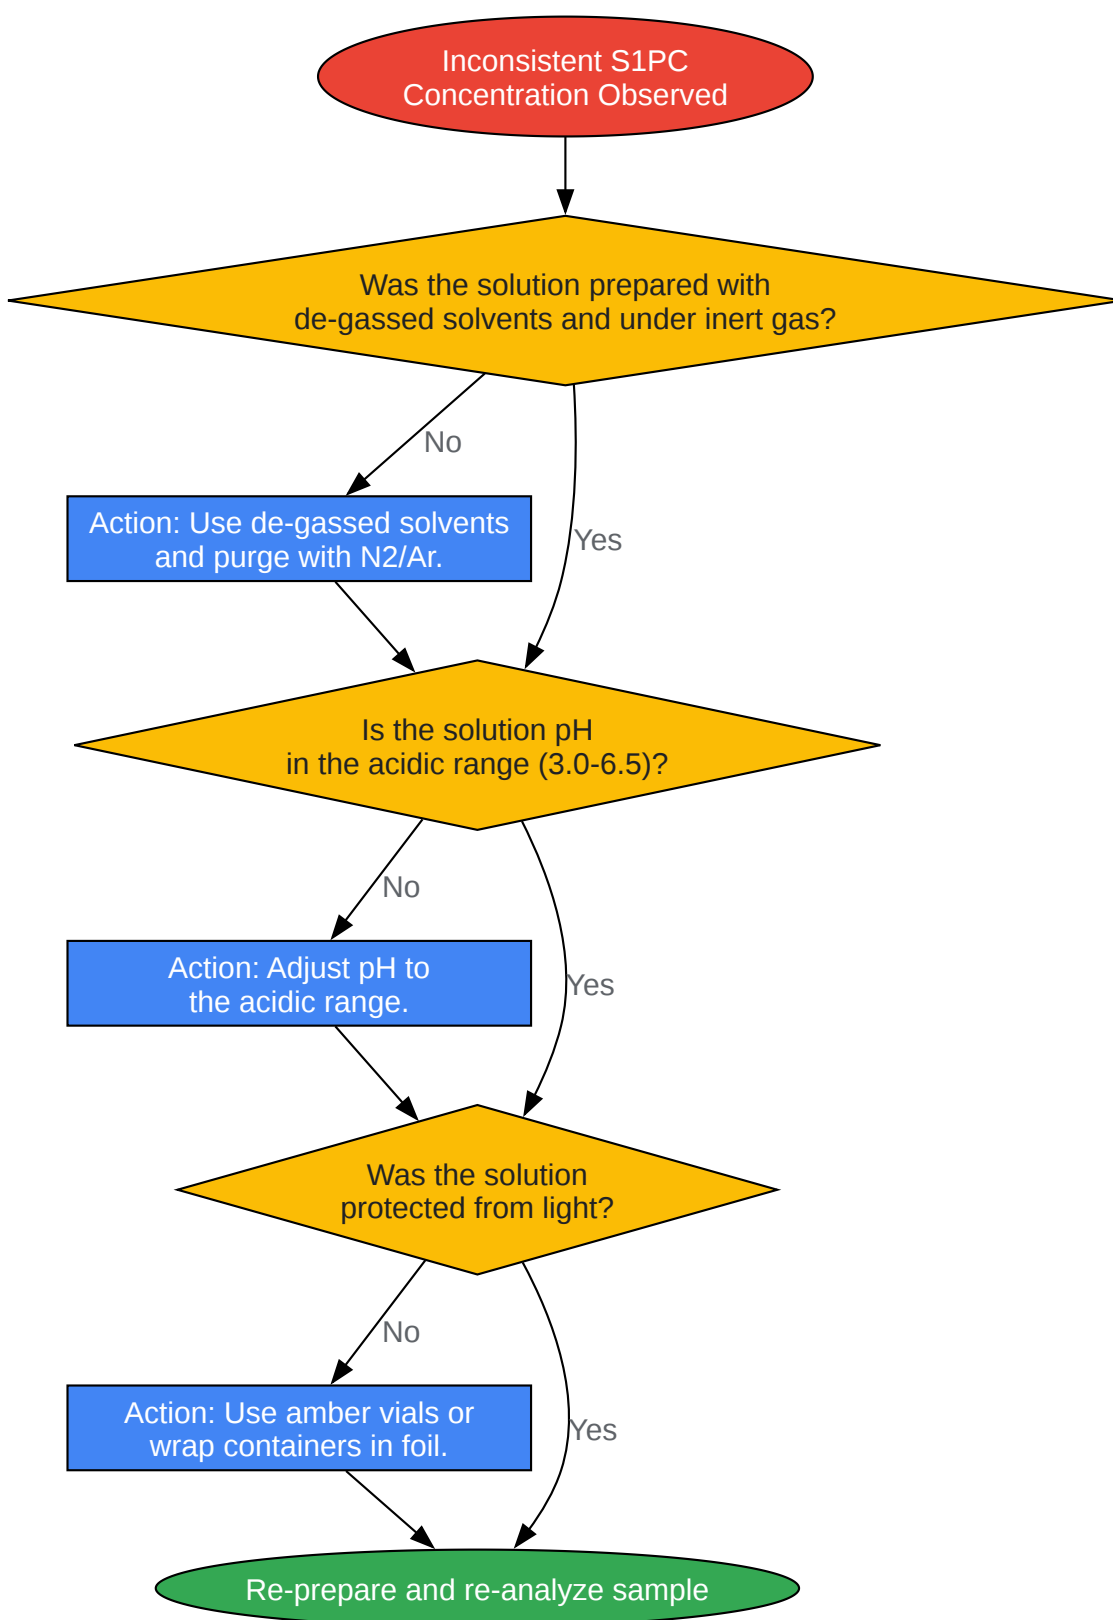 Inconsistent S1PC
Concentration Observed
Was the solution prepared with
de-gassed solvents and under inert gas?
No
Action: Use de-gassed solvents
and purge with N2/Ar.
Yes
Is the solution pH
in the acidic range (3.0-6.5)?
No
Action: Adjust pH to
the acidic range.
Yes
Was the solution
protected from light?
No
Action: Use amber vials or
wrap containers in foil.
Yes
Re-prepare and re-analyze sample